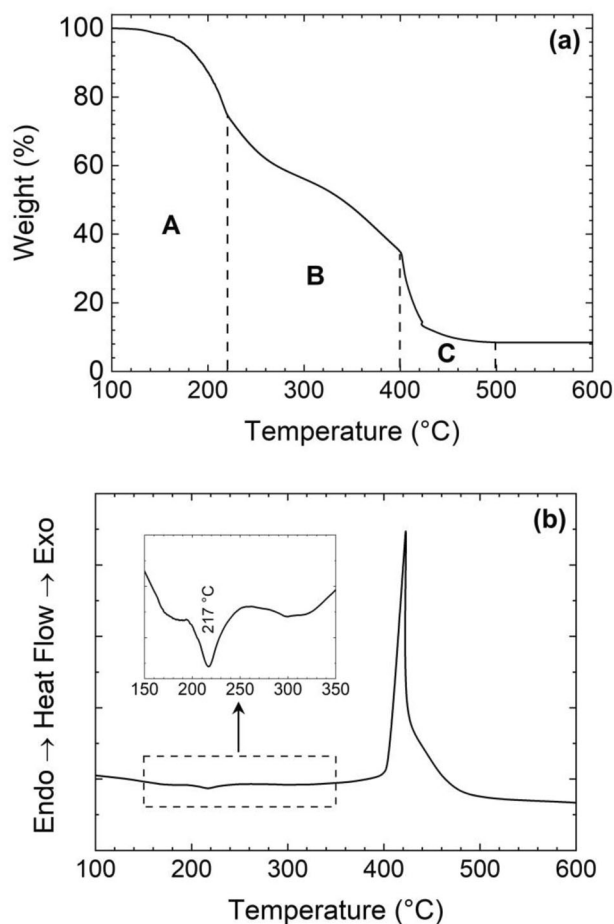 (a)
100
80
60
40
20
0
Weight (%)
A
B
C
100 200 300 400 500 600
Temperature (°C)
(b)
Endo → Heat Flow → Exo
217 °C
150 200 250 300 350
100 200 300 400 500 600
Temperature (°C)